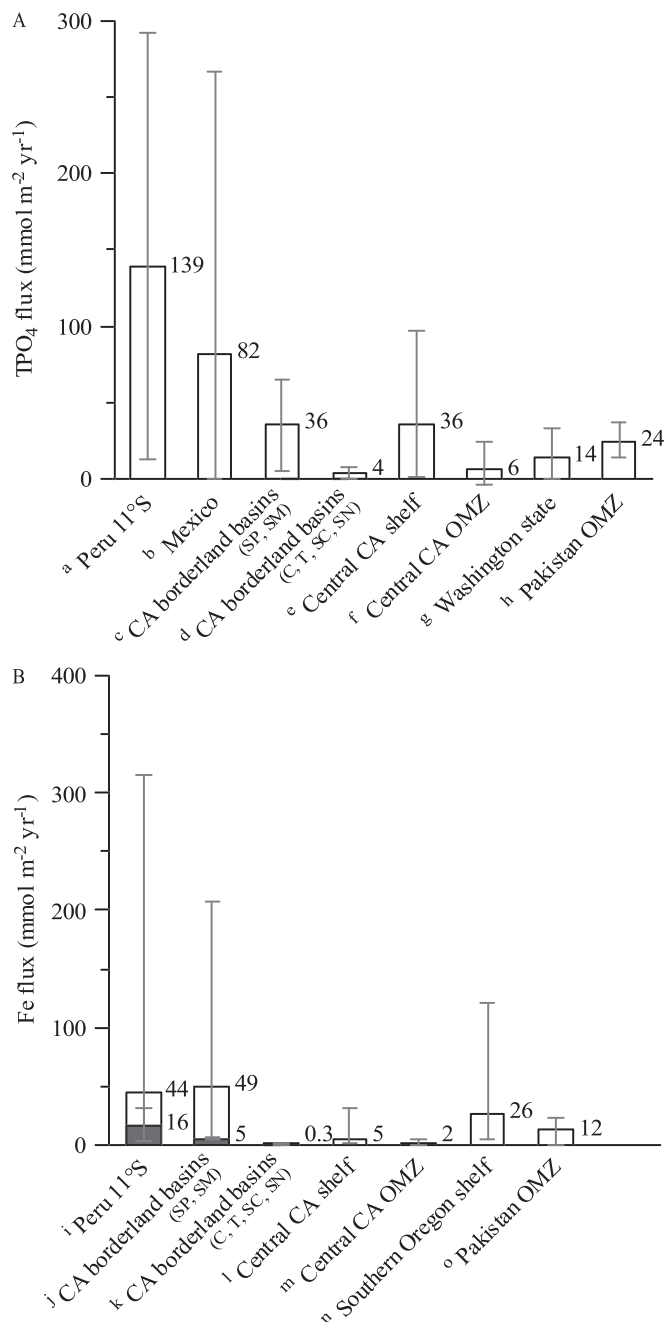 A
TPO4 flux (mmol m-2 yr-1)
300
200
100
0
139
82
36
4
36
6
14
24
a Peru 11°S
b Mexico
c CA borderland basins
(SP, SM)
d CA borderland basins
(C, T, SC, SN)
e Central CA shelf
f Central CA OMZ
g Washington state
h Pakistan OMZ
B
Fe flux (mmol m-2 yr-1)
400
300
200
100
0
44
16
49
5
0.3
5
2
26
12
i Peru 11°S
j CA borderland basins
(SP, SM)
k CA borderland basins
(C, T, SC, SN)
l Central CA shelf
m Central CA OMZ
n Southern Oregon shelf
o Pakistan OMZ